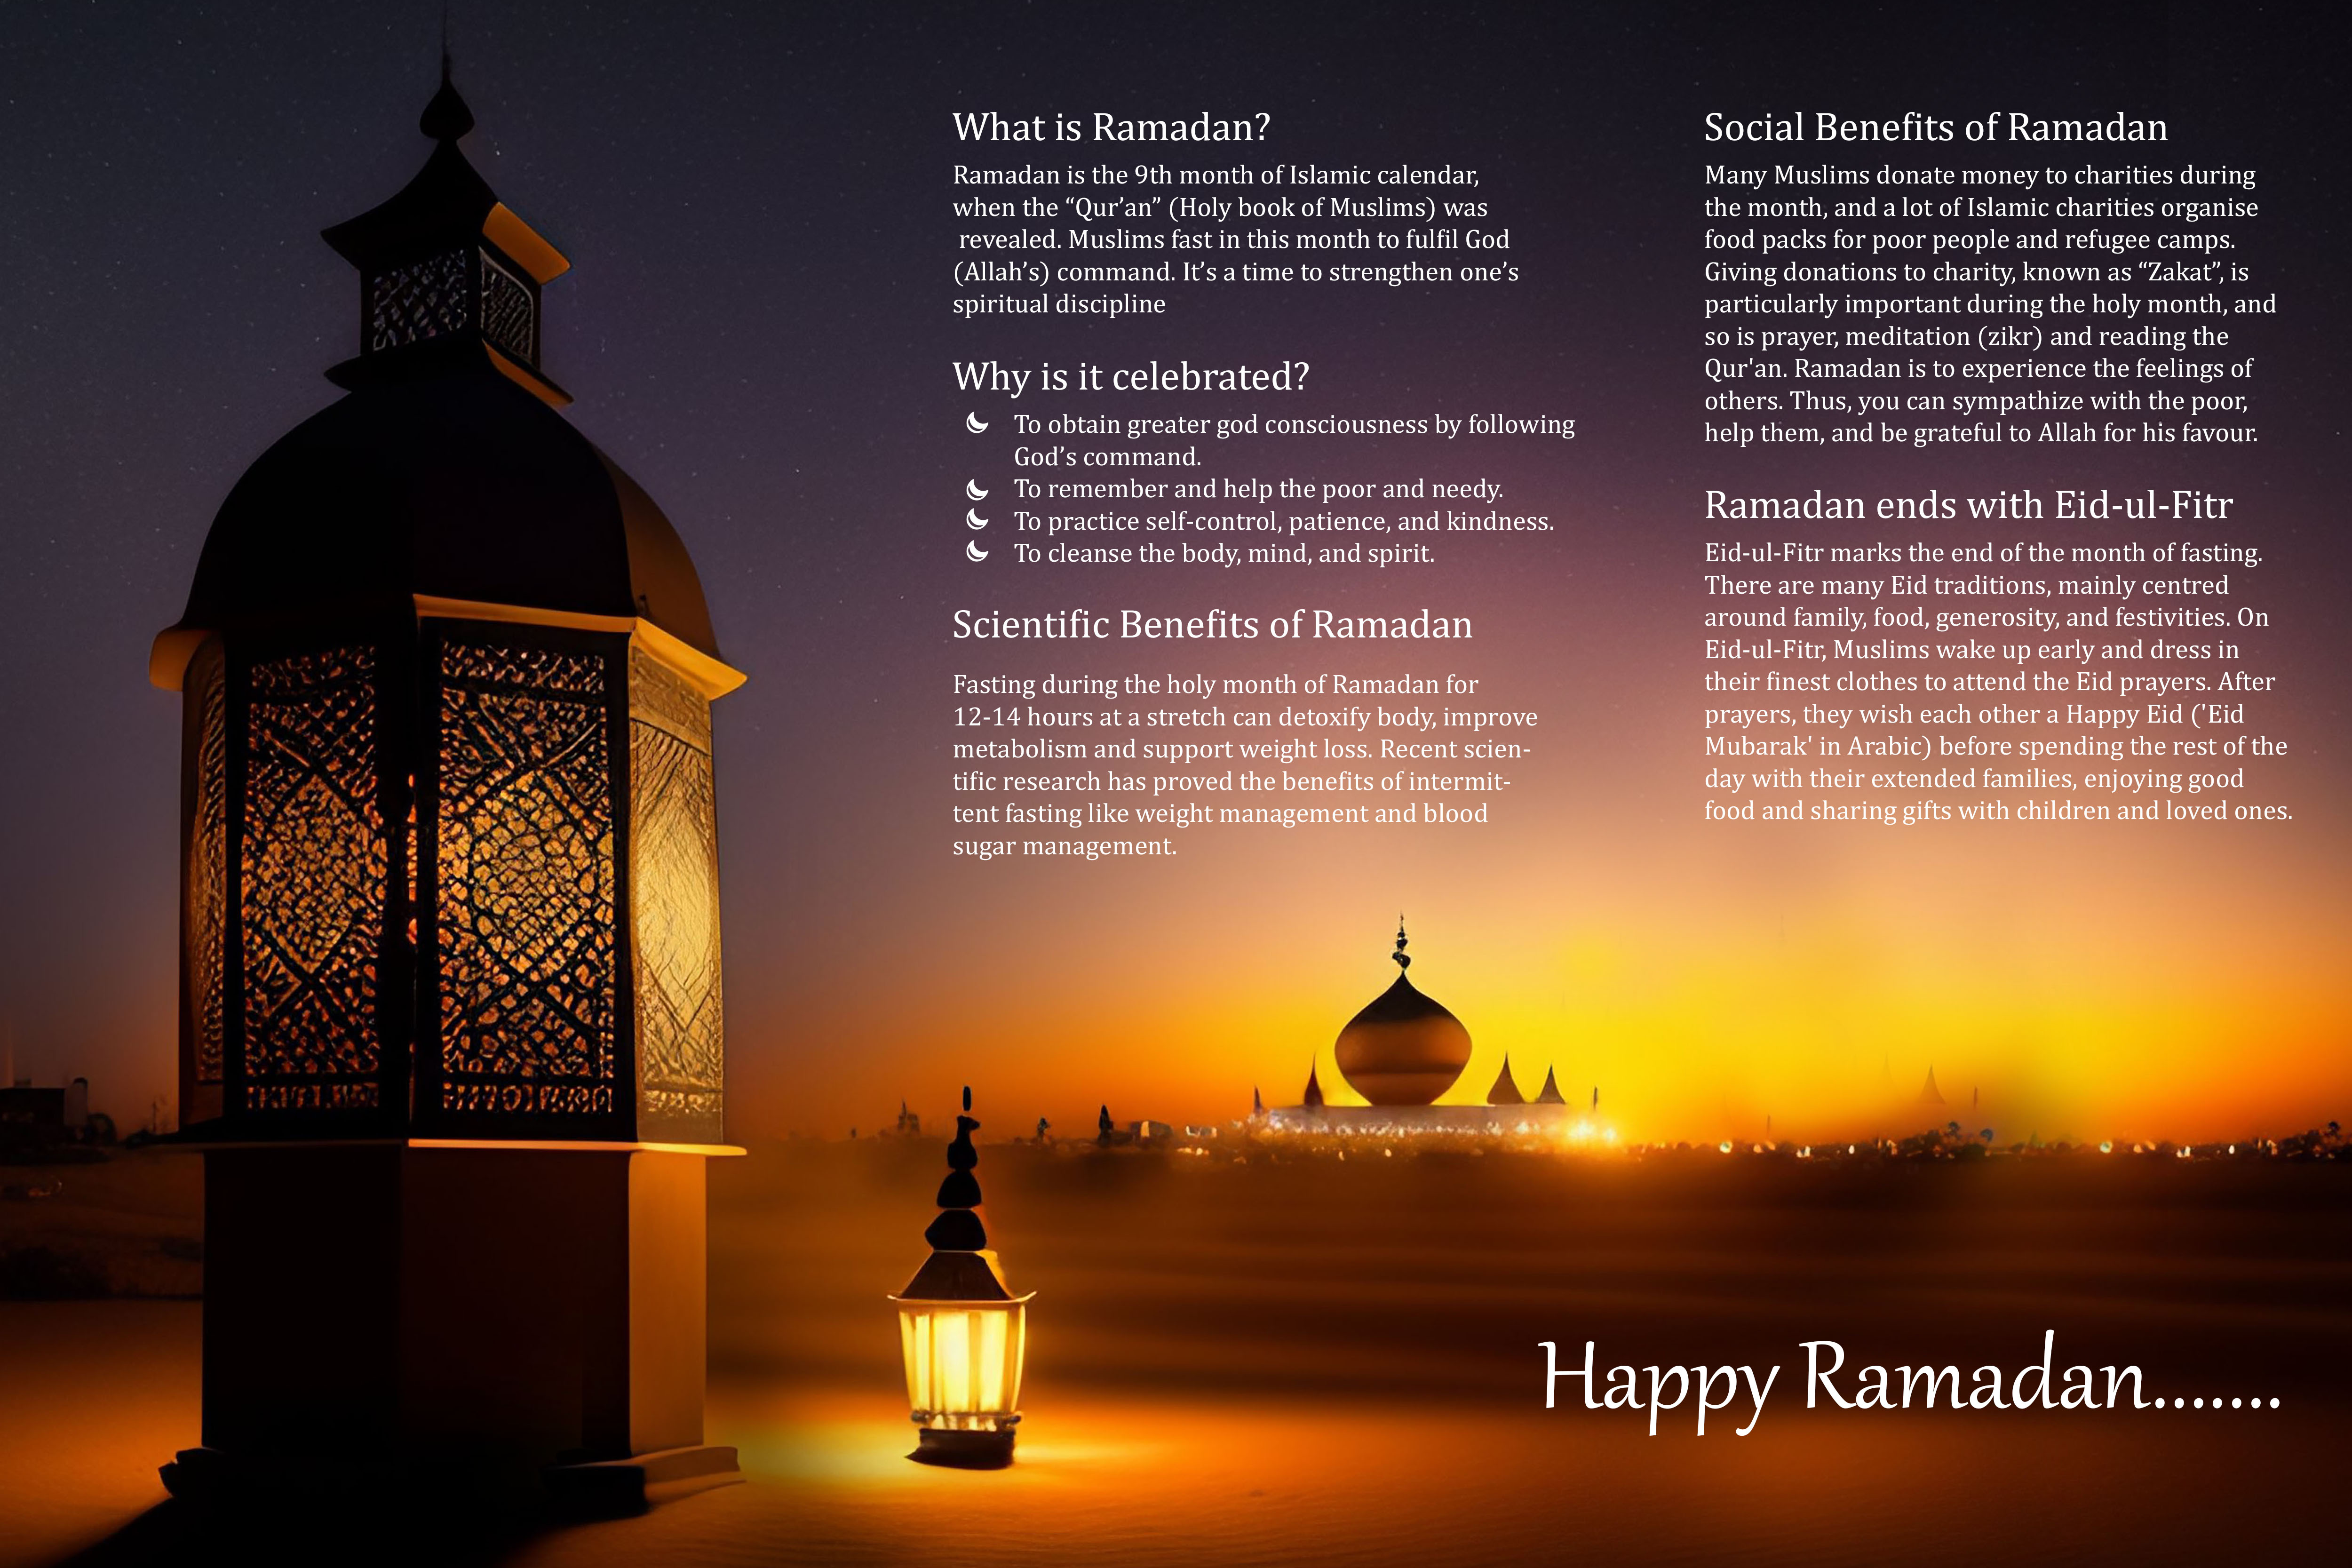 What is Ramadan?
Ramadan is the 9th month of Islamic calendar,
when the “Qur’an” (Holy book of Muslims) was
revealed. Muslims fast in this month to fulfil God
(Allah’s) command. It’s a time to strengthen one’s
spiritual discipline
Why is it celebrated?
To obtain greater god consciousness by following
God’s command.
To remember and help the poor and needy.
To practice self-control, patience, and kindness.
To cleanse the body, mind, and spirit.
Scientific Benefits of Ramadan
Fasting during the holy month of Ramadan for
12-14 hours at a stretch can detoxify body, improve
metabolism and support weight loss. Recent scien-
tific research has proved the benefits of intermit-
tent fasting like weight management and blood
sugar management.
Social Benefits of Ramadan
Many Muslims donate money to charities during
the month, and a lot of Islamic charities organise
food packs for poor people and refugee camps.
Giving donations to charity, known as “Zakat”, is
particularly important during the holy month, and
so is prayer, meditation (zikr) and reading the
Qur'an. Ramadan is to experience the feelings of
others. Thus, you can sympathize with the poor,
help them, and be grateful to Allah for his favour.
Ramadan ends with Eid-ul-Fitr
Eid-ul-Fitr marks the end of the month of fasting.
There are many Eid traditions, mainly centred
around family, food, generosity, and festivities. On
Eid-ul-Fitr, Muslims wake up early and dress in
their finest clothes to attend the Eid prayers. After
prayers, they wish each other a Happy Eid ('Eid
Mubarak' in Arabic) before spending the rest of the
day with their extended families, enjoying good
food and sharing gifts with children and loved ones.
Happy Ramadan.......